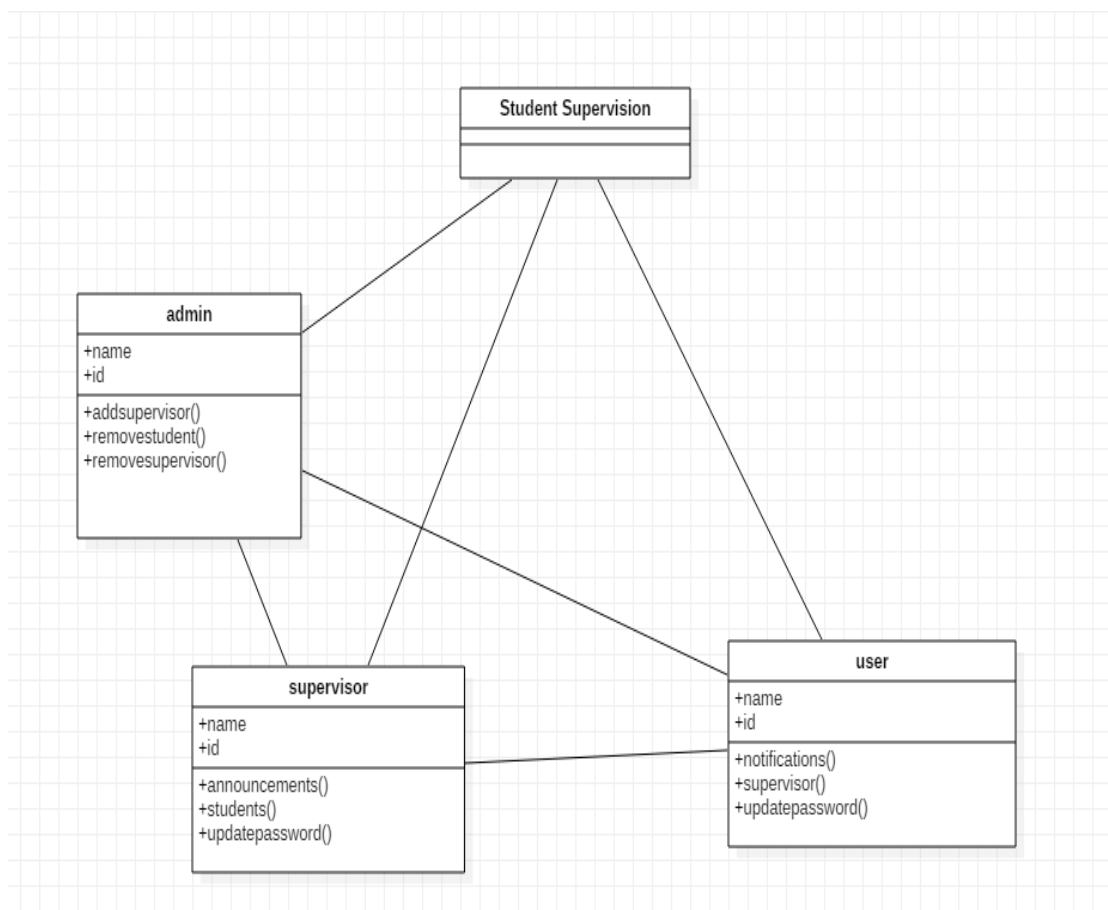 Student Supervision
admin
+name
+id
+addsupervisor()
+removestudent()
+removesupervisor()
supervisor
+name
+id
+announcements()
+students()
+updatepassword()
user
+name
+id
+notifications()
+supervisor()
+updatepassword()